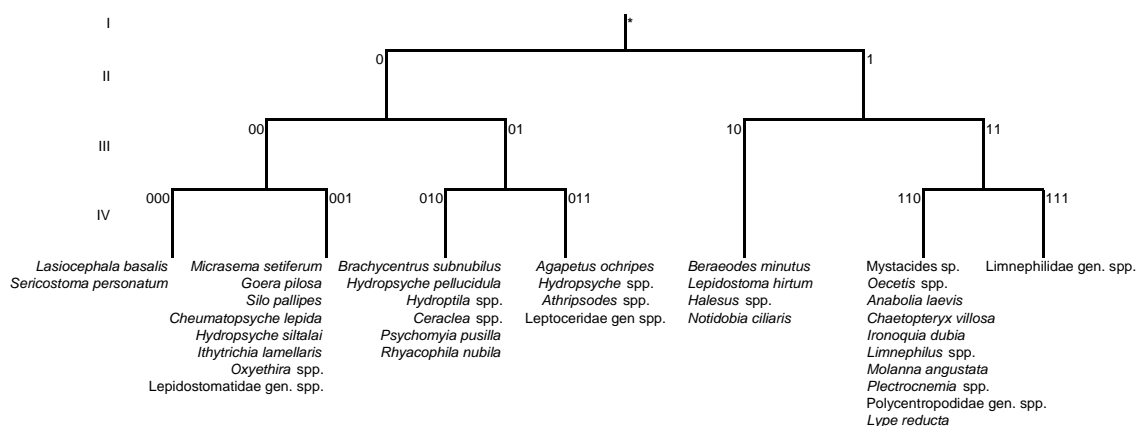 I
*
0
1
II
00
01
10
11
III
000
001
010
011
110
111
IV
Lasiocephala basalis
Sericostoma personatum
Micrasema setiferum
Goera pilosa
Silo pallipes
Cheumatopsyche lepida
Hydropsyche siltalai
Ithytrichia lamellaris
Oxyethira spp.
Lepidostomatidae gen. spp.
Brachycentrus subnubilus
Hydropsyche pellucidula
Hydroptila spp.
Ceraclea spp.
Psychomyia pusilla
Rhyacophila nubila
Agapetus ochripes
Hydropsyche spp.
Athripsodes spp.
Leptoceridae gen spp.
Beraeodes minutus
Lepidostoma hirtum
Halesus spp.
Notidobia ciliaris
Mystacides sp.
Oecetis spp.
Anabolia laevis
Chaetopteryx villosa
Ironoquia dubia
Limnephilus spp.
Molanna angustata
Plectrocnemia spp.
Polycentropodidae gen. spp.
Lype reducta
Limnephilidae gen. spp.